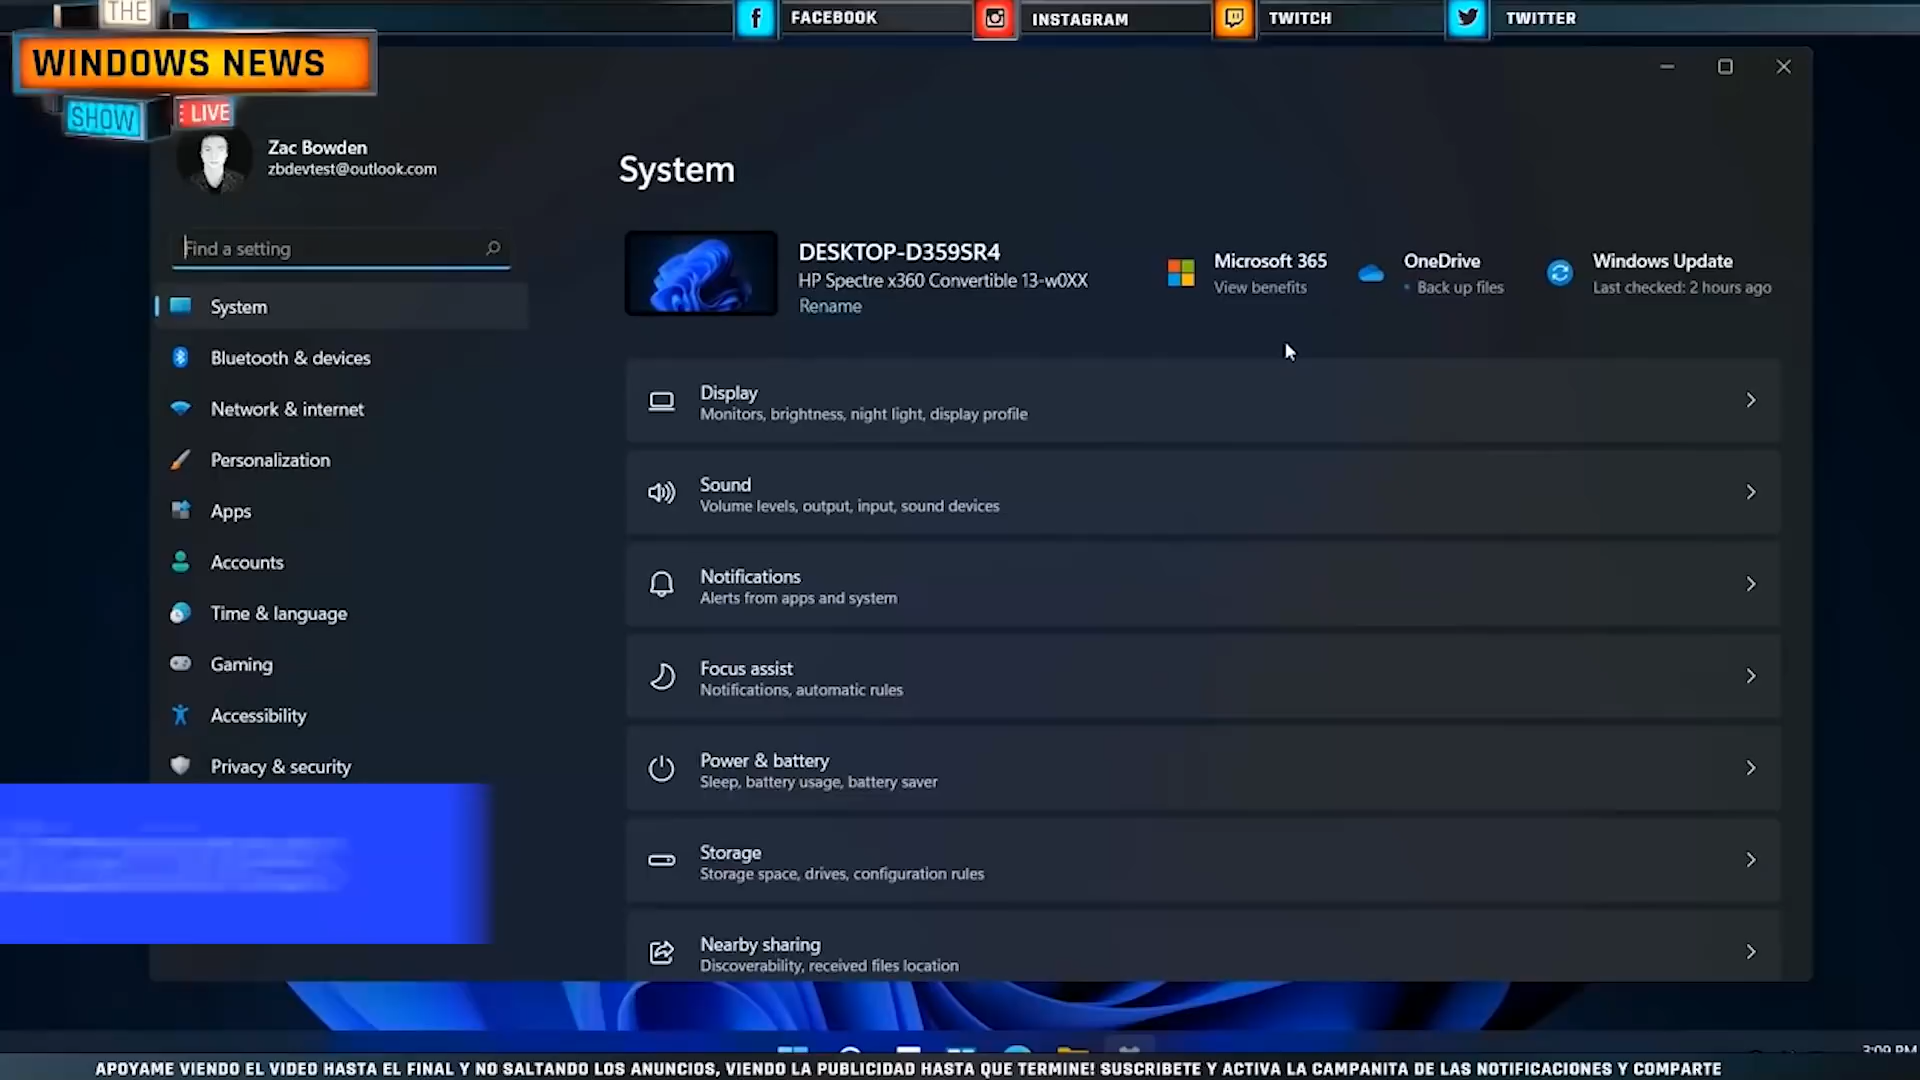 THE
WINDOWS NEWS
SHOW
LIVE
FACEBOOK
INSTAGRAM
TWITCH
TWITTER
Zac Bowden
zbdevtest@outlook.com
Find a setting
System
Bluetooth & devices
Network & internet
Personalization
Apps
Accounts
Time & language
Gaming
Accessibility
Privacy & security
System
DESKTOP-D359SR4
HP Spectre x360 Convertible 13-w0XX
Rename
Microsoft 365
View benefits
OneDrive
• Back up files
Windows Update
Last checked: 2 hours ago
Display
Monitors, brightness, night light, display profile
Sound
Volume levels, output, input, sound devices
Notifications
Alerts from apps and system
Focus assist
Notifications, automatic rules
Power & battery
Sleep, battery usage, battery saver
Storage
Storage space, drives, configuration rules
Nearby sharing
Discoverability, received files location
3:09 PM
APOYAME VIENDO EL VIDEO HASTA EL FINAL Y NO SALTANDO LOS ANUNCIOS, VIENDO LA PUBLICIDAD HASTA QUE TERMINE! SUSCRIBETE Y ACTIVA LA CAMPANITA DE LAS NOTIFICACIONES Y COMPARTE